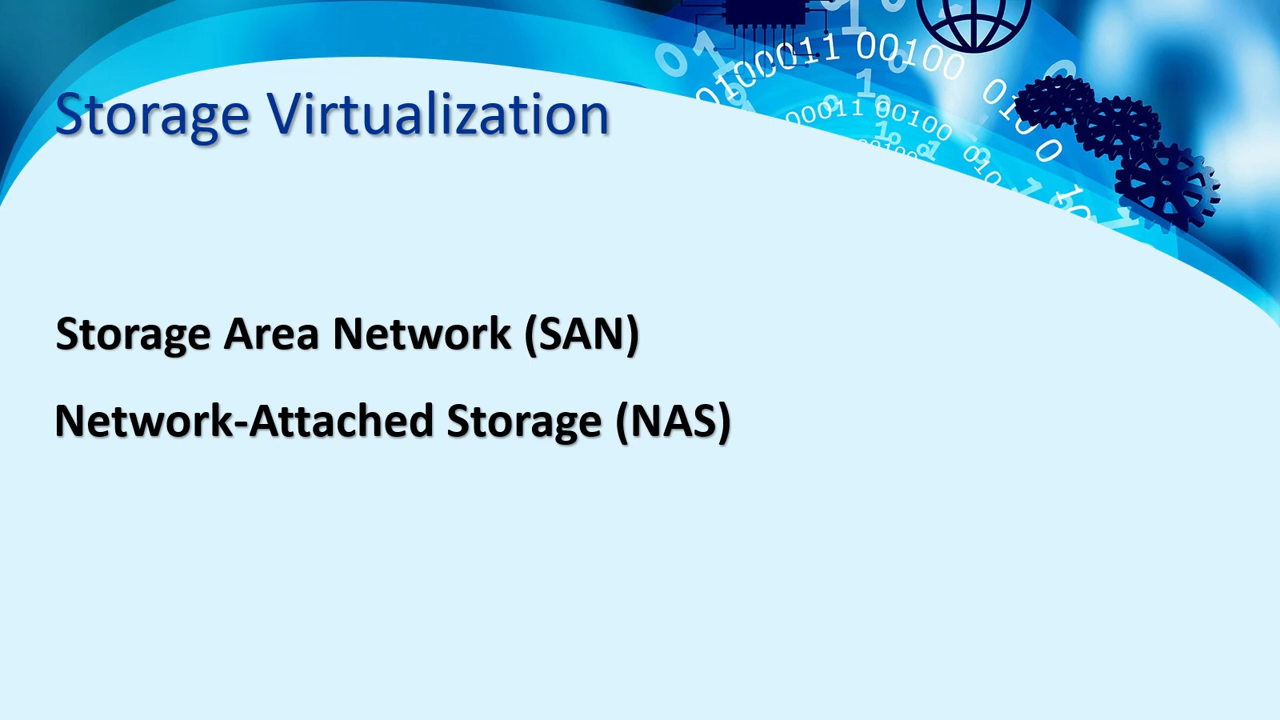 Storage Virtualization
Storage Area Network (SAN)
Network-Attached Storage (NAS)